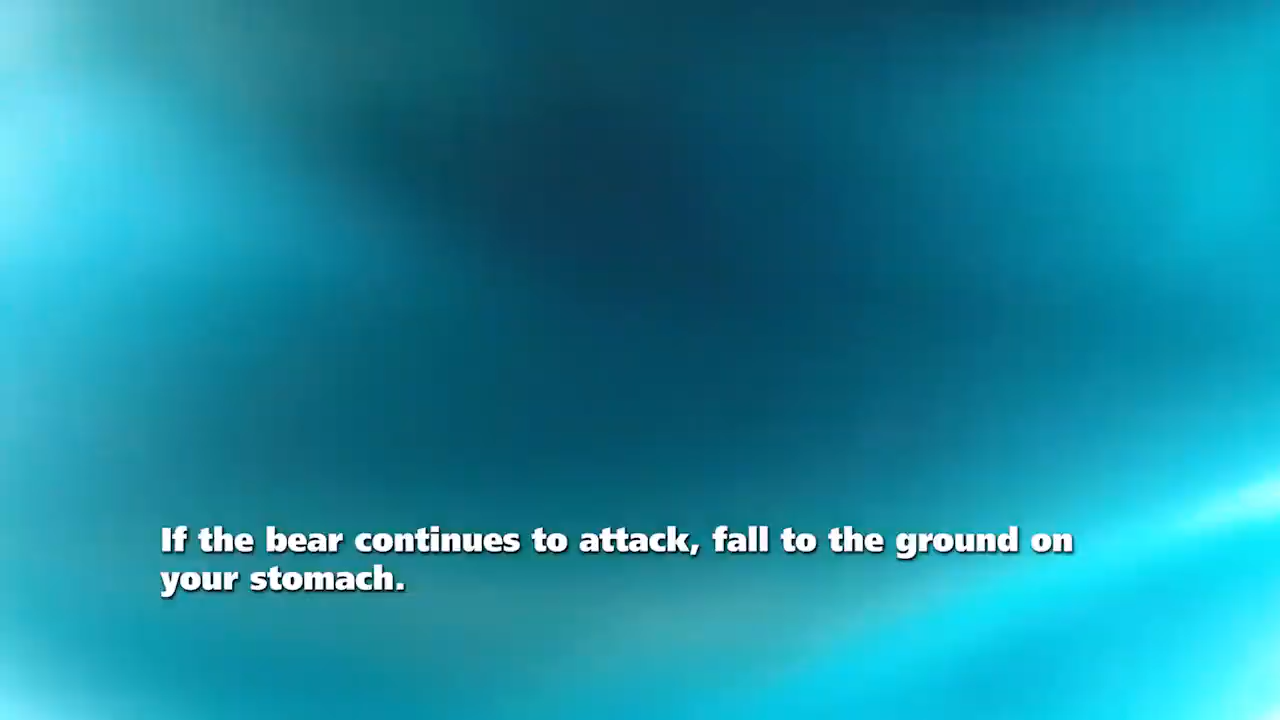 If the bear continues to attack, fall to the ground on
your stomach.